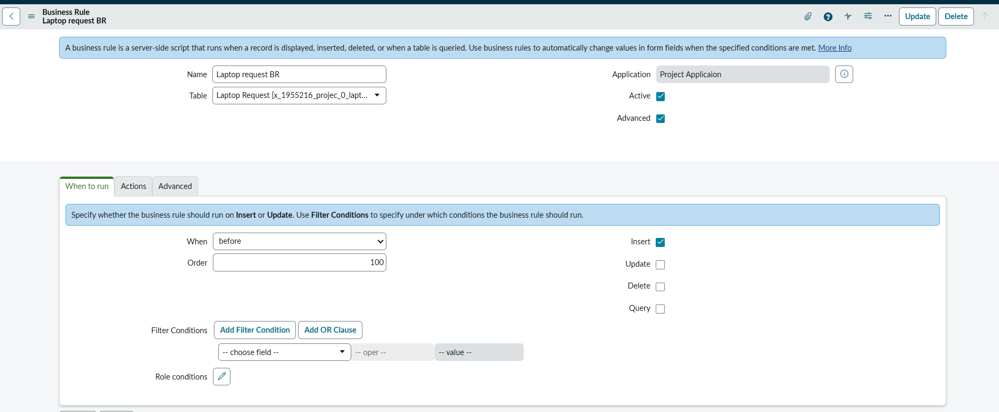 Business Rule
Laptop request BR
Update Delete
A business rule is a server-side script that runs when a record is displayed, inserted, deleted, or when a table is queried. Use business rules to automatically change values in form fields when the specified conditions are met. More Info
Name Laptop request BR
Application Project Applicaion
Table Laptop Request [x_1955216_projec_0_lapt...
Active
Advanced
When to run Actions Advanced
Specify whether the business rule should run on Insert or Update. Use Filter Conditions to specify under which conditions the business rule should run.
When before
Insert
Order 100
Update
Delete
Query
Filter Conditions Add Filter Condition Add OR Clause
-- choose field -- -- oper -- -- value --
Role conditions